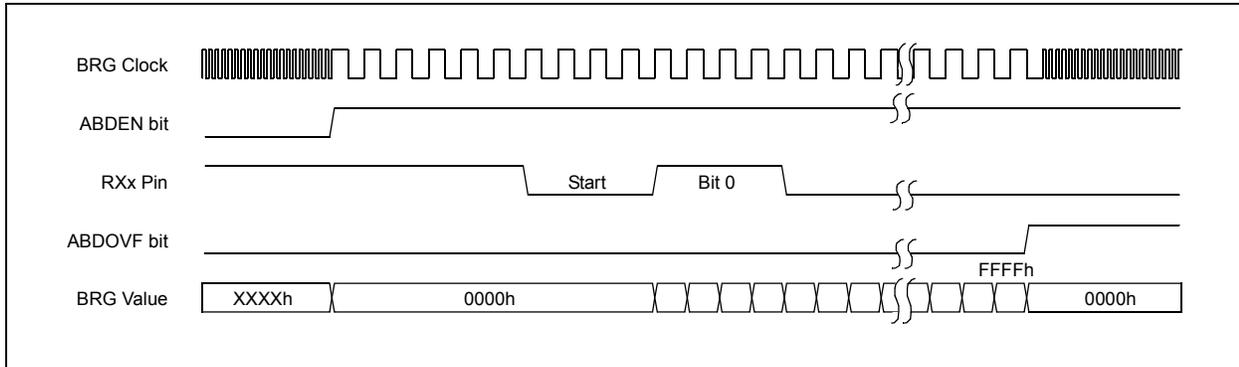 BRG Clock
ABDEN bit
RXx Pin
Start
Bit 0
ABDOVF bit
FFFFh
BRG Value
XXXXh
0000h
0000h